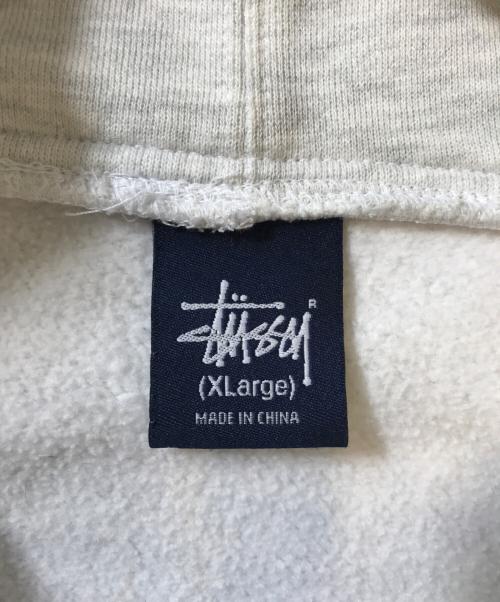 stüssy ®
(XLarge)
MADE IN CHINA